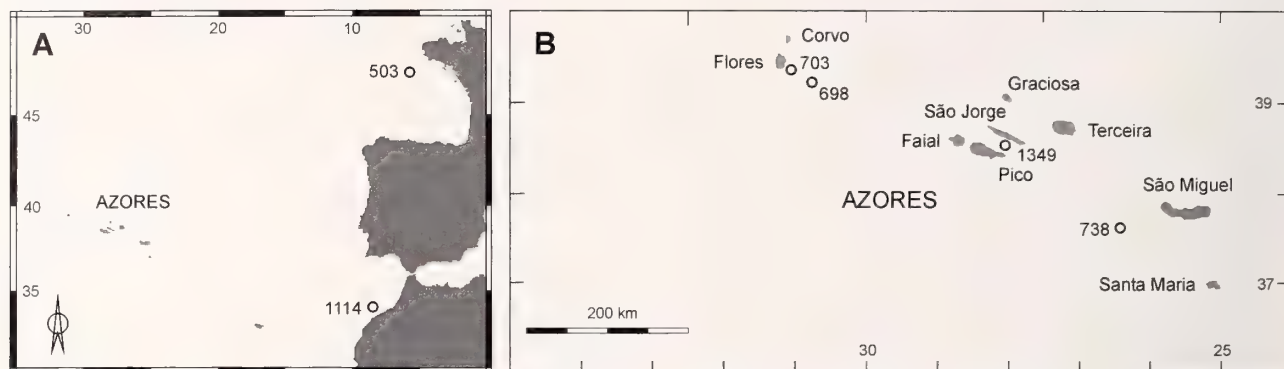 A
30
20
10
503
45
AZORES
40
35
1114
B
Corvo
Flores
703
698
Graciosa
39
São Jorge
Terceira
Faial
1349
Pico
São Miguel
AZORES
738
Santa Maria
37
200 km
30
25